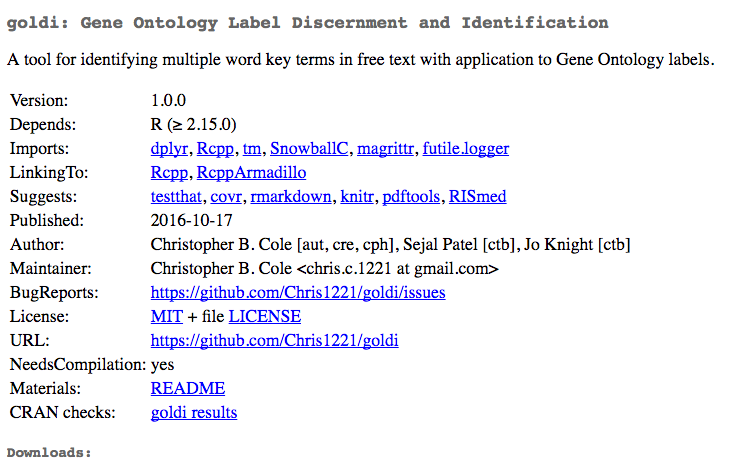 goldi: Gene Ontology Label Discernment and Identification
A tool for identifying multiple word key terms in free text with application to Gene Ontology labels.
Version: 1.0.0
Depends: R (≥ 2.15.0)
Imports: dplyr, Rcpp, tm, SnowballC, magrittr, futile.logger
LinkingTo: Rcpp, RcppArmadillo
Suggests: testthat, covr, rmarkdown, knitr, pdftools, RISmed
Published: 2016-10-17
Author: Christopher B. Cole [aut, cre, cph], Sejal Patel [ctb], Jo Knight [ctb]
Maintainer: Christopher B. Cole <chris.c.1221 at gmail.com>
BugReports: https://github.com/Chris1221/goldi/issues
License: MIT + file LICENSE
URL: https://github.com/Chris1221/goldi
NeedsCompilation: yes
Materials: README
CRAN checks: goldi results
Downloads: